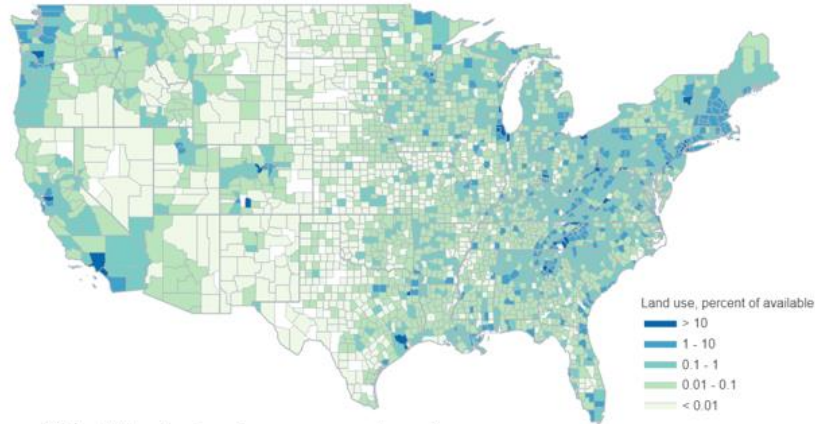 Land use, percent of available
> 10
1 - 10
0.1 - 1
0.01 - 0.1
< 0.01